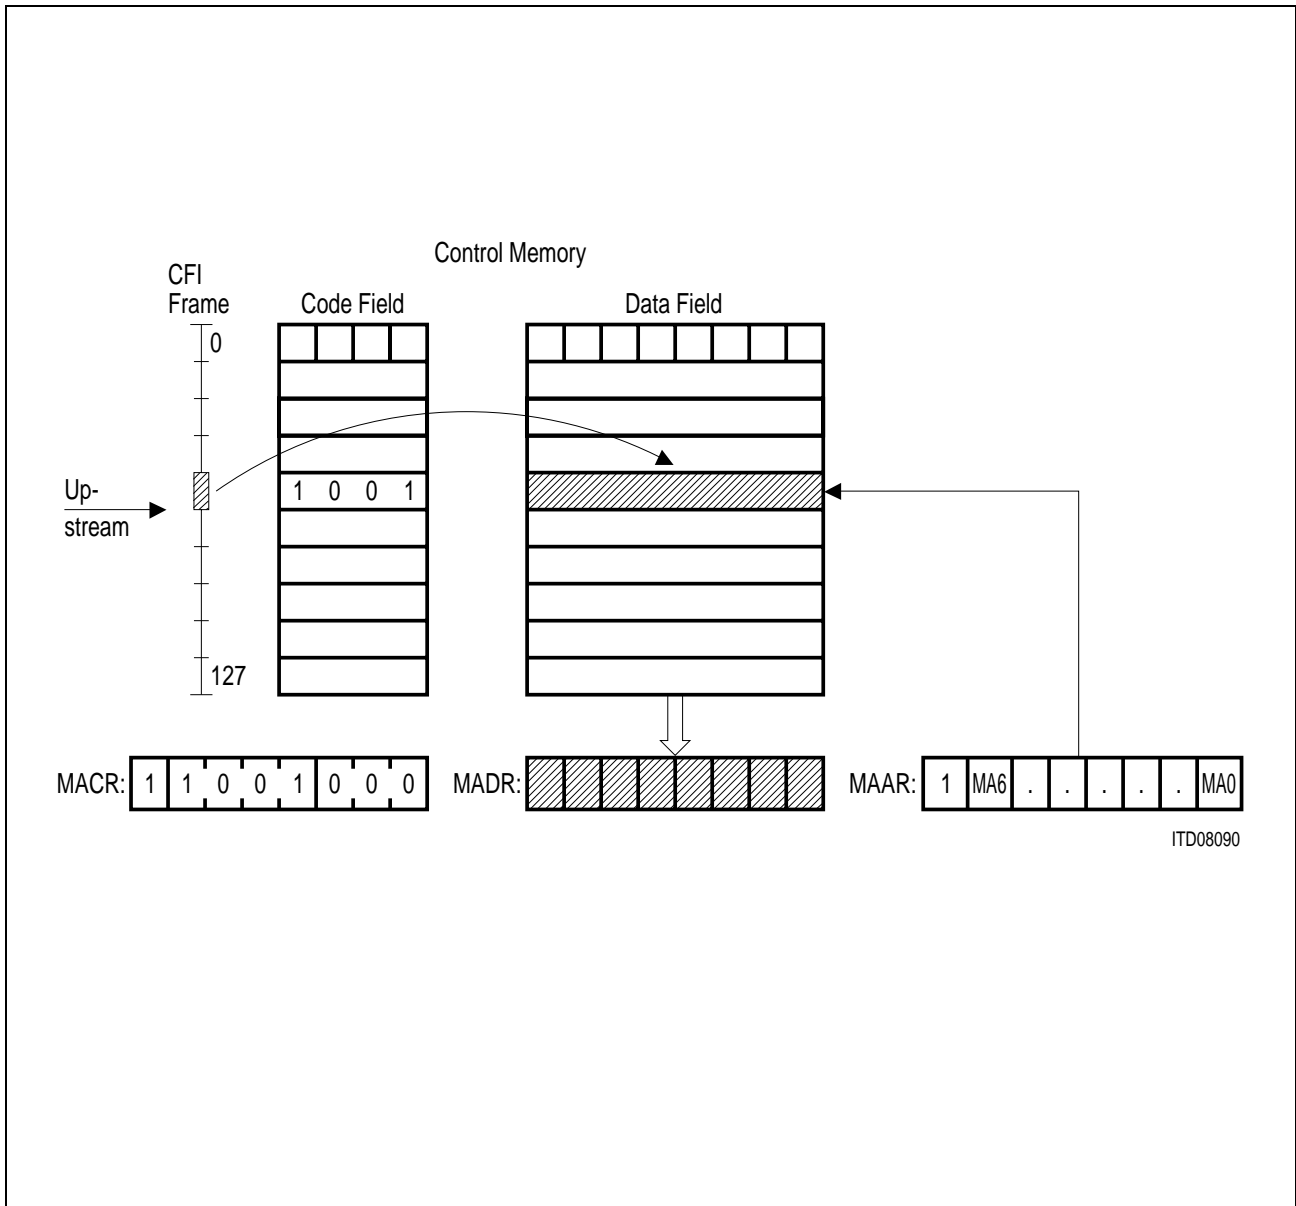 Control Memory
CFI
Frame
Code Field
Data Field
0
Up-
stream
1 0 0 1
127
MACR: 1 1 0 0 1 0 0 0
MADR:
MAAR: 1 MA6 . . . . . MA0
ITD08090